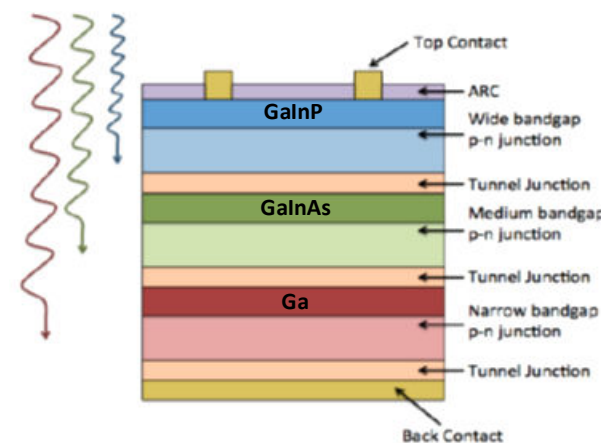 Top Contact
ARC
GaInP
Wide bandgap
p-n junction
Tunnel Junction
GaInAs
Medium bandgap
p-n junction
Tunnel Junction
Ga
Narrow bandgap
p-n junction
Tunnel Junction
Back Contact